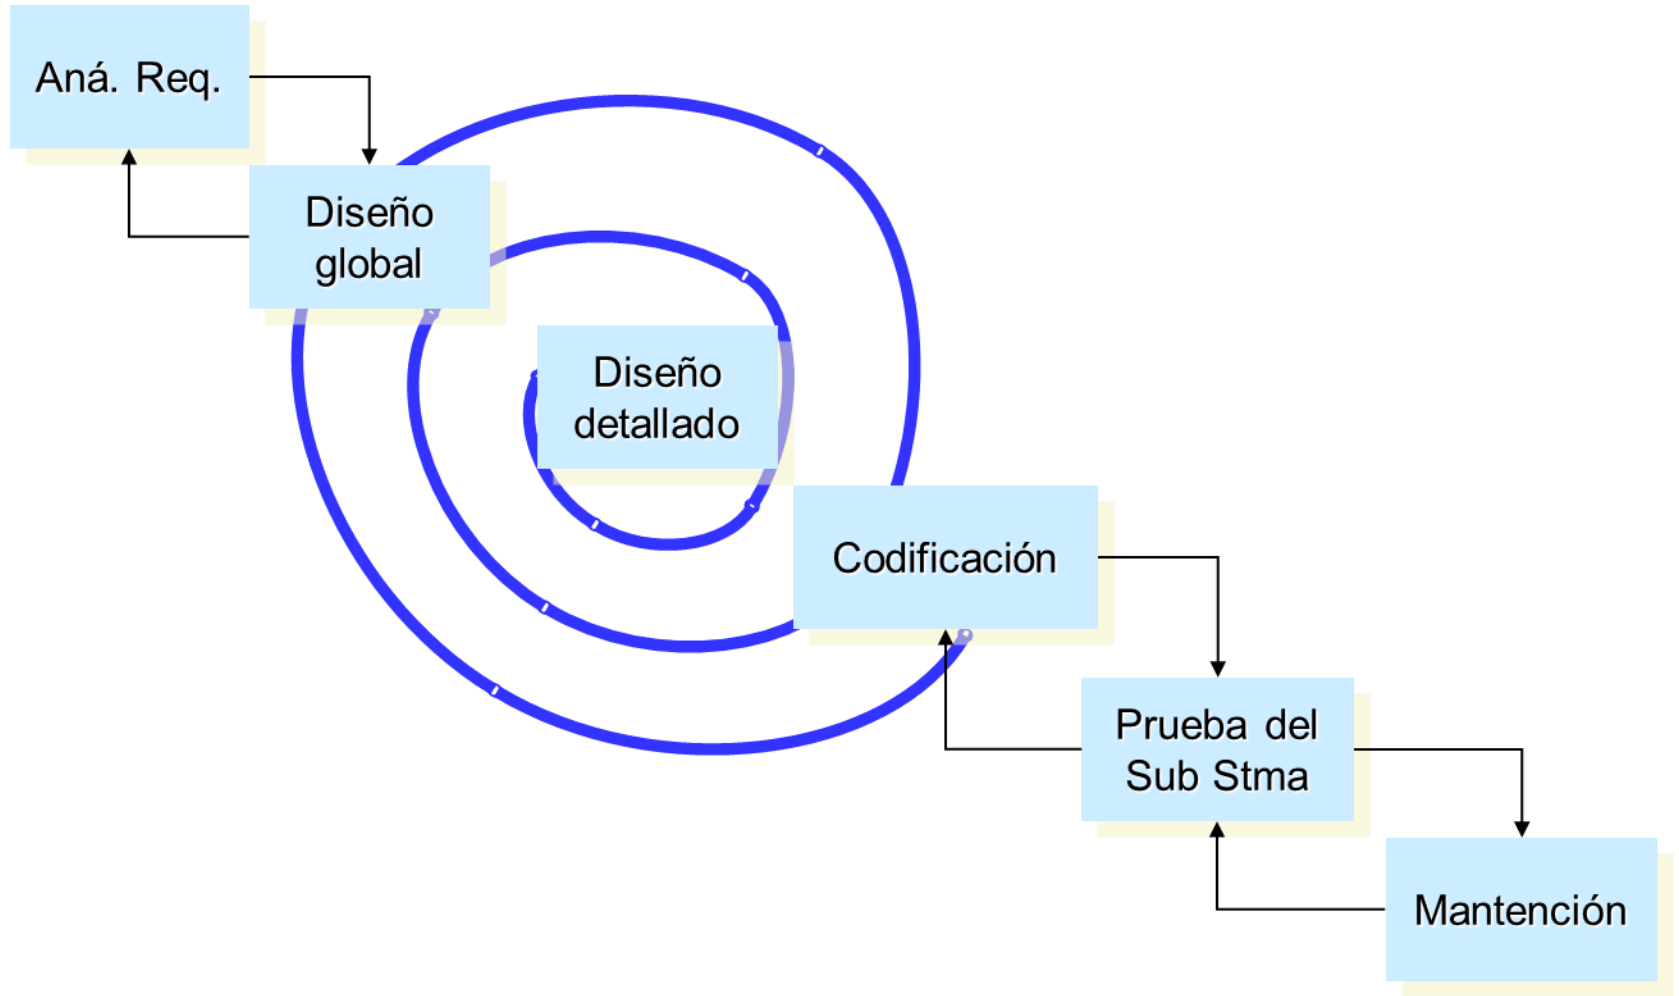 Aná. Req.
Diseño
global
Diseño
detallado
Codificación
Prueba del
Sub Stma
Mantención